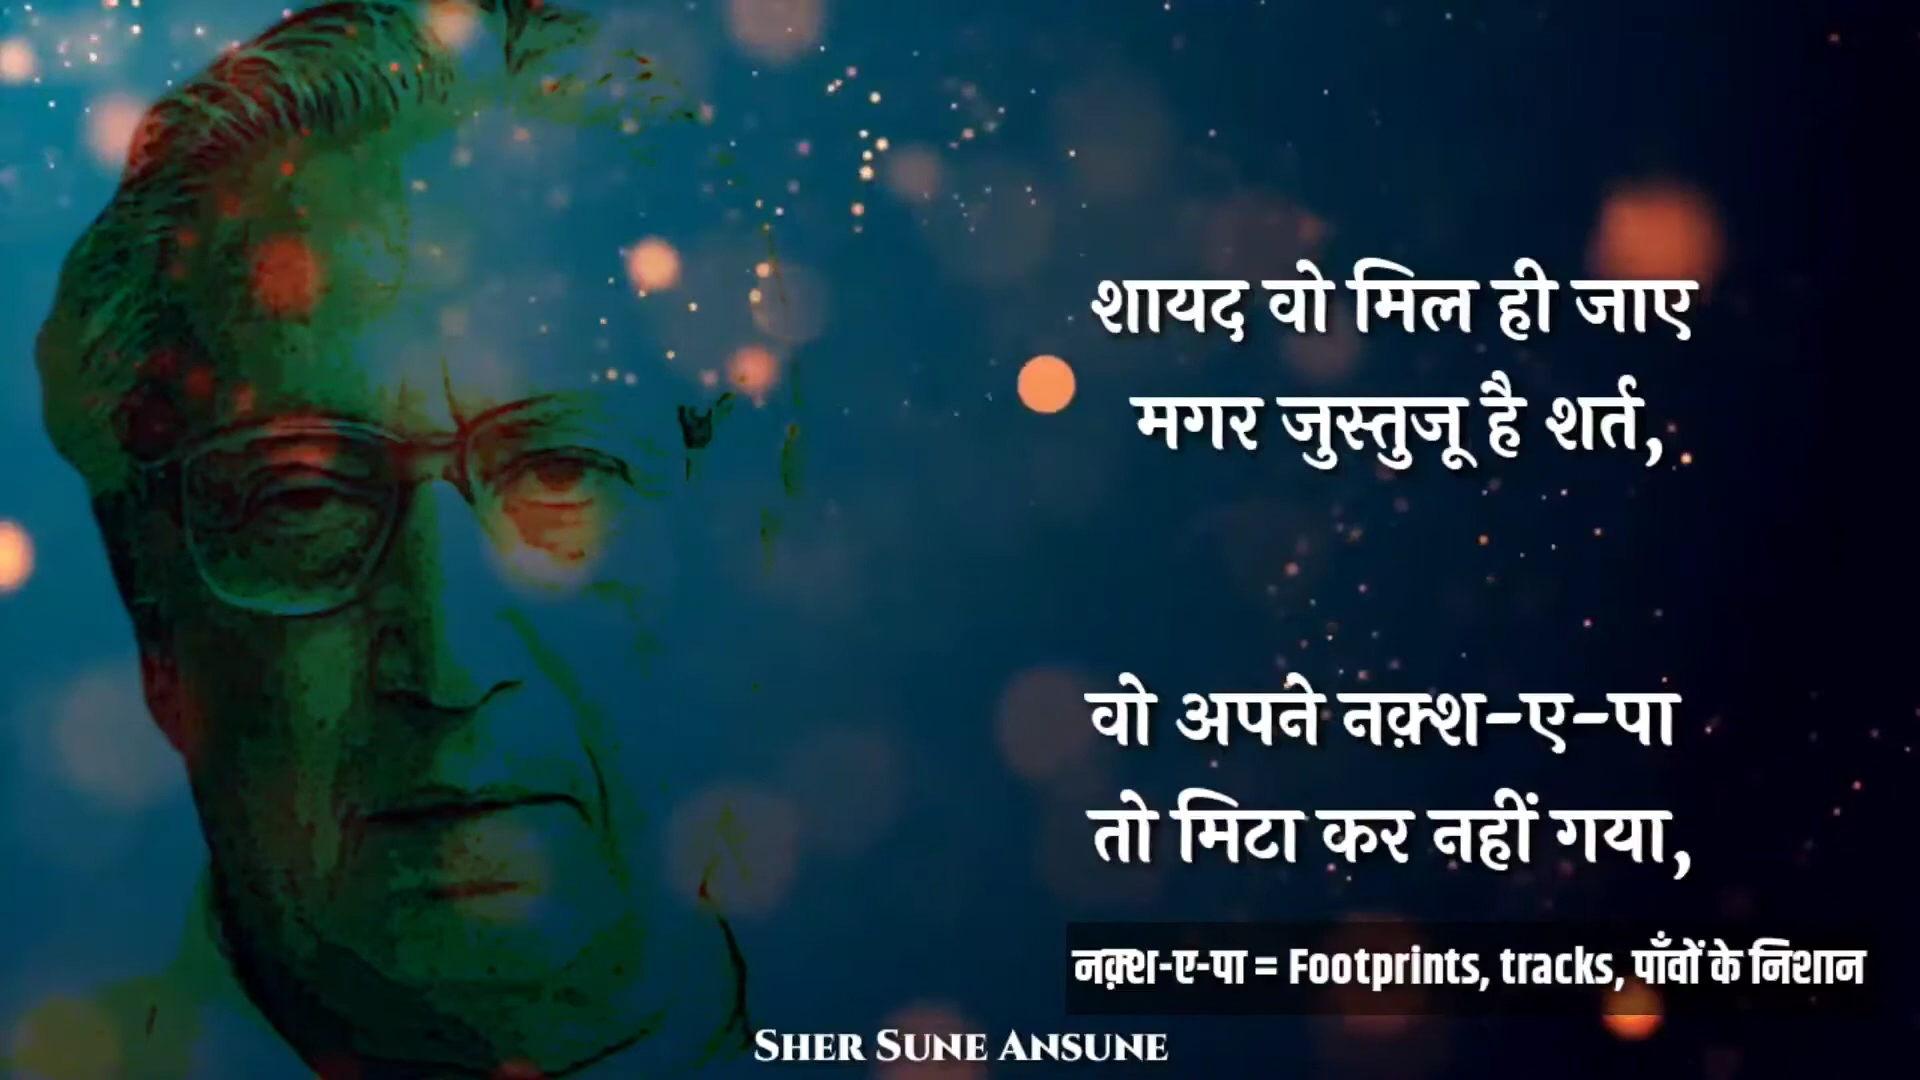 शायद वो मिल ही जाए
मगर जुस्तुजू है शर्त,
वो अपने नक़्श-ए-पा
तो मिटा कर नहीं गया,
नक़्श-ए-पा = Footprints, tracks, पाँवों के निशान
SHER SUNE ANSUNE